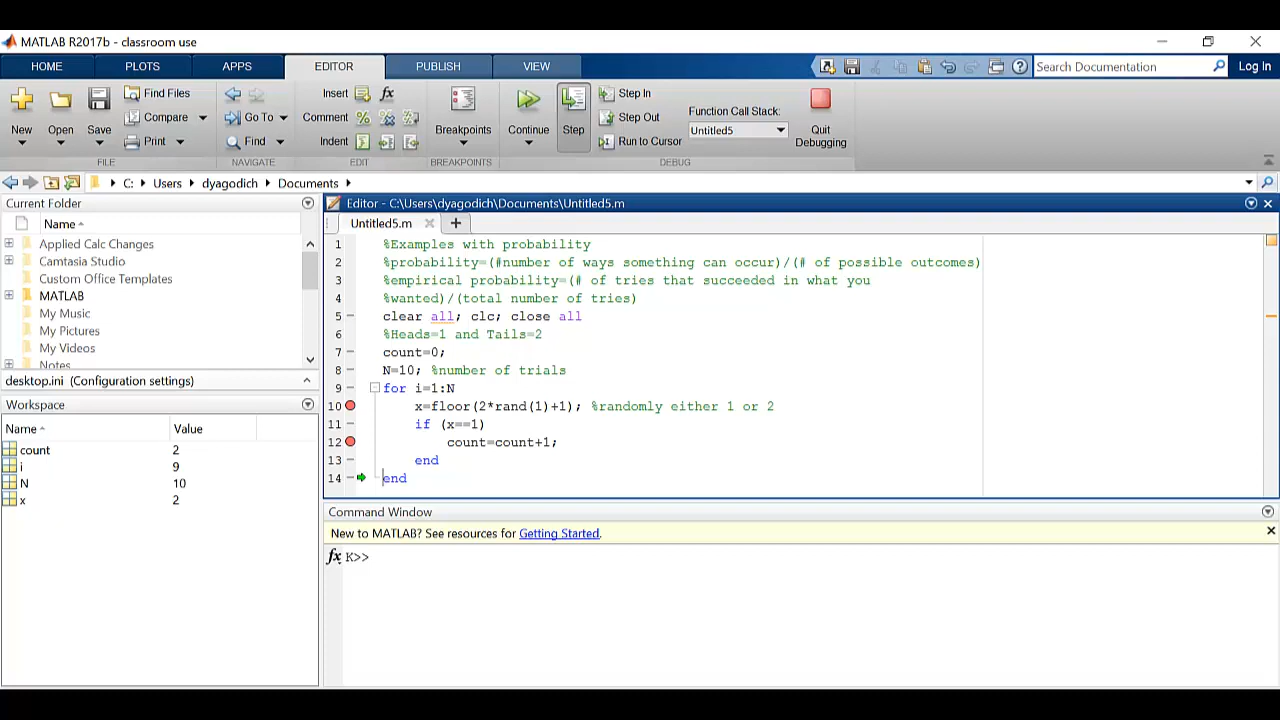 MATLAB R2017b - classroom use
HOME PLOTS APPS EDITOR PUBLISH VIEW Search Documentation Log In
New Open Save Find Files Compare Print
FILE
Go To Find
NAVIGATE
Insert fx
Comment
Indent
EDIT
Breakpoints
BREAKPOINTS
Continue Step Step In Step Out Run to Cursor
Function Call Stack:
Untitled5
Quit Debugging
DEBUG
C: Users dyagodich Documents
Current Folder
Name
Applied Calc Changes
Camtasia Studio
Custom Office Templates
MATLAB
My Music
My Pictures
My Videos
Notes
desktop.ini (Configuration settings)
Workspace
Name Value
count 2
i 9
N 10
x 2
Editor - C:\Users\dyagodich\Documents\Untitled5.m
Untitled5.m
1 %Examples with probability
2 %probability=(#number of ways something can occur)/(# of possible outcomes)
3 %empirical probability=(# of tries that succeeded in what you
4 %wanted)/(total number of tries)
5 clear all; clc; close all
6 %Heads=1 and Tails=2
7 count=0;
8 N=10; %number of trials
9 for i=1:N
10 x=floor(2*rand(1)+1); %randomly either 1 or 2
11 if (x==1)
12 count=count+1;
13 end
14 end
Command Window
New to MATLAB? See resources for Getting Started.
fx K>>